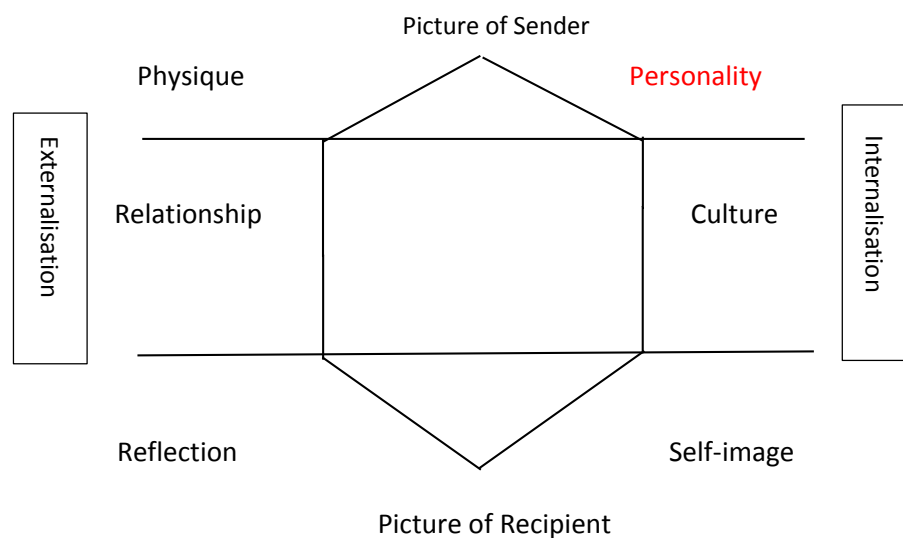 Picture of Sender
Physique
Personality
Externalisation
Internalisation
Relationship
Culture
Reflection
Self-image
Picture of Recipient